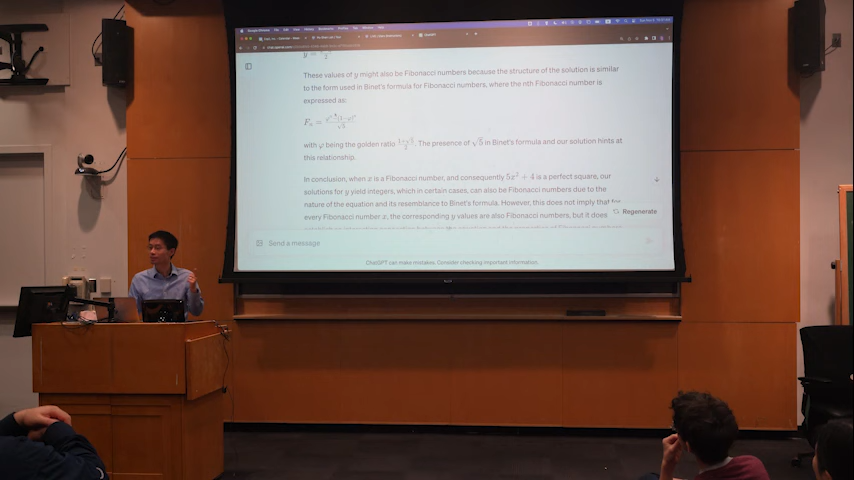 These values of y might also be Fibonacci numbers because the structure of the solution is similar
to the form used in Binet's formula for Fibonacci numbers, where the nth Fibonacci number is
expressed as:
with φ being the golden ratio (1+√5)/2. The presence of √5 in Binet's formula and our solution hints at
this relationship.
In conclusion, when x is a Fibonacci number, and consequently 5x² + 4 is a perfect square, our
solutions for y yield integers, which in certain cases, can also be Fibonacci numbers due to the
nature of the equation and its resemblance to Binet's formula. However, this does not imply that for
every Fibonacci number x, the corresponding y values are also Fibonacci numbers, but it does
Regenerate
Send a message
ChatGPT can make mistakes. Consider checking important information.